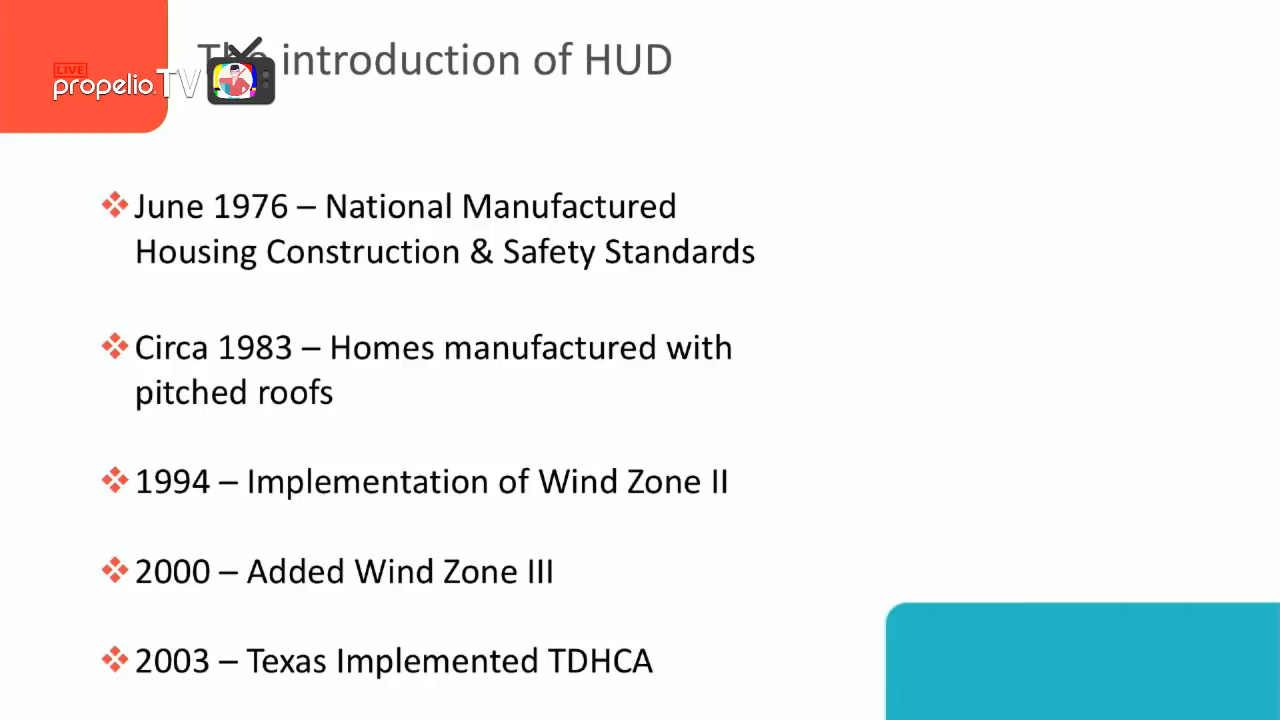 The introduction of HUD
LIVE
propelio.TV
June 1976 – National Manufactured
Housing Construction & Safety Standards
Circa 1983 – Homes manufactured with
pitched roofs
1994 – Implementation of Wind Zone II
2000 – Added Wind Zone III
2003 – Texas Implemented TDHCA